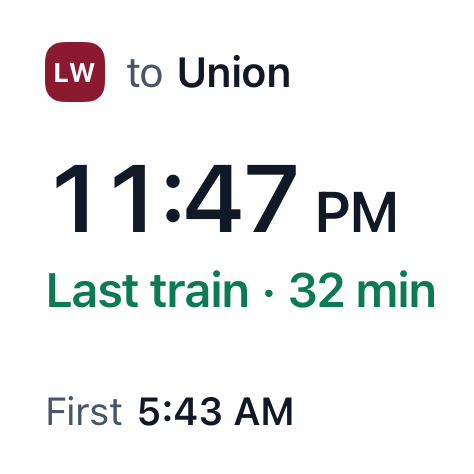 LW to Union
11:47 PM
Last train · 32 min
First 5:43 AM